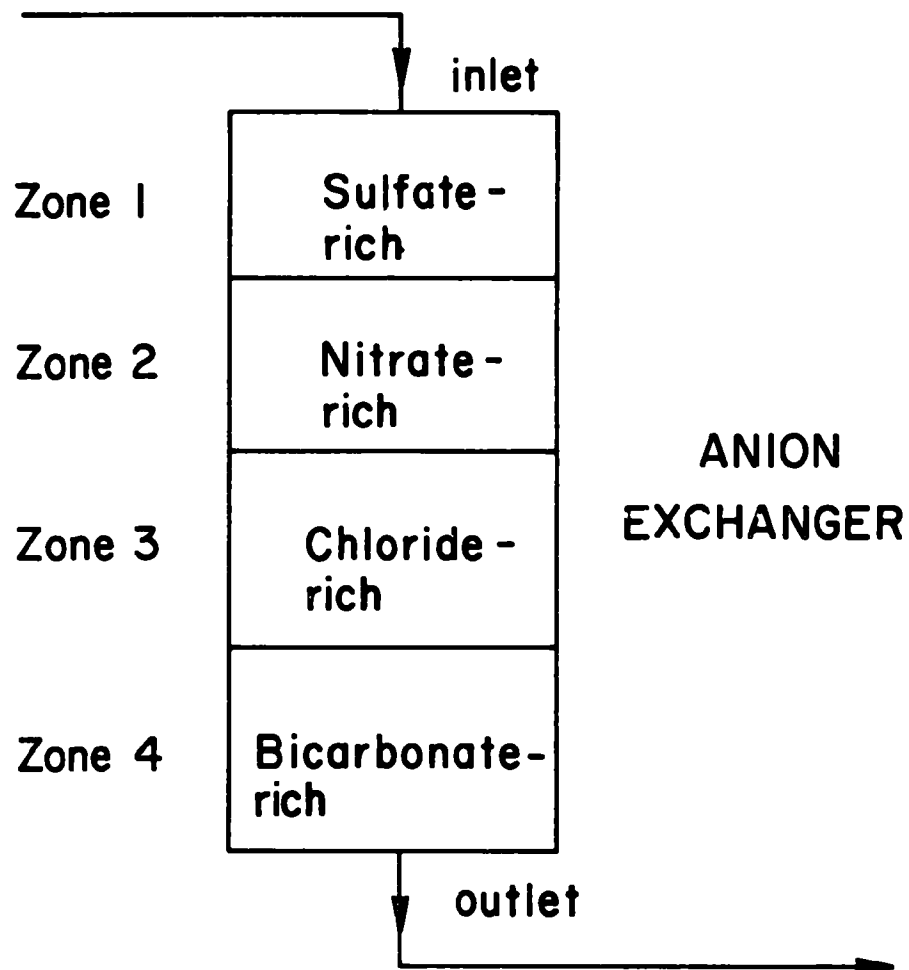 inlet
Zone 1
Sulfate-
rich
Zone 2
Nitrate-
rich
ANION
EXCHANGER
Zone 3
Chloride-
rich
Zone 4
Bicarbonate-
rich
outlet